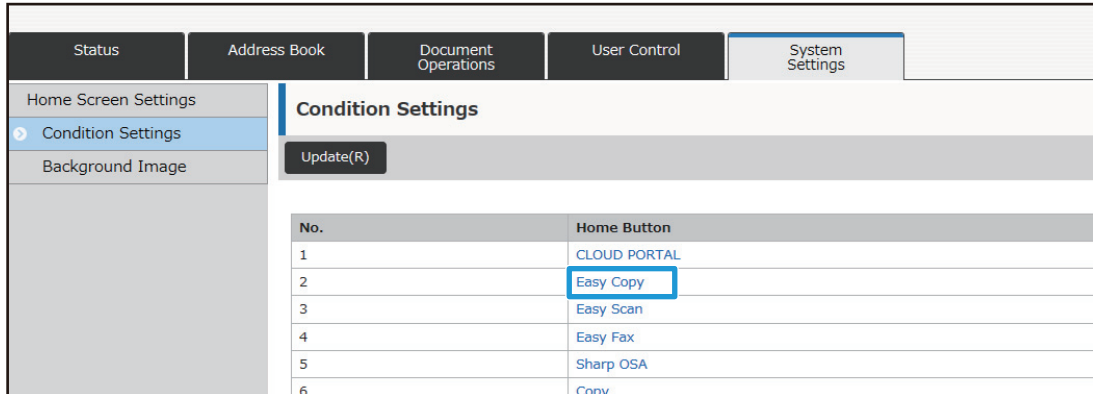 Status
Address Book
Document
Operations
User Control
System
Settings
Home Screen Settings
Condition Settings
Background Image
Condition Settings
Update(R)
No. Home Button
1 CLOUD PORTAL
2 Easy Copy
3 Easy Scan
4 Easy Fax
5 Sharp OSA
6 Copy